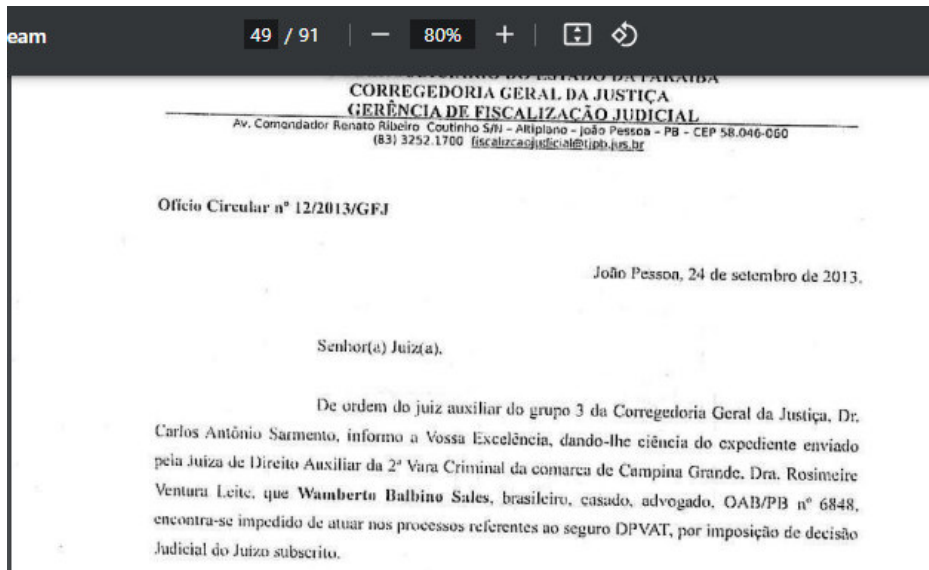 eam
49 / 91
80%
CORREGEDORIA GERAL DA JUSTIÇA
GERÊNCIA DE FISCALIZAÇÃO JUDICIAL
Av. Comendador Renato Ribeiro Coutinho S/N – Altiplano – João Pessoa – PB – CEP 58.046-060
(83) 3252.1700 fiscalizcaojudicial@tjpb.jus.br
Ofício Circular nº 12/2013/GFJ
João Pessoa, 24 de setembro de 2013.
Senhor(a) Juiz(a).
De ordem do juiz auxiliar do grupo 3 da Corregedoria Geral da Justiça, Dr.
Carlos Antônio Sarmento, informo a Vossa Excelência, dando-lhe ciência do expediente enviado
pela Juiza de Direito Auxiliar da 2ª Vara Criminal da comarca de Campina Grande, Dra. Rosimeire
Ventura Leite, que Wamberto Balbino Sales, brasileiro, casado, advogado, OAB/PB nº 6848,
encontra-se impedido de atuar nos processos referentes ao seguro DPVAT, por imposição de decisão
Judicial do Juizo subscrito.